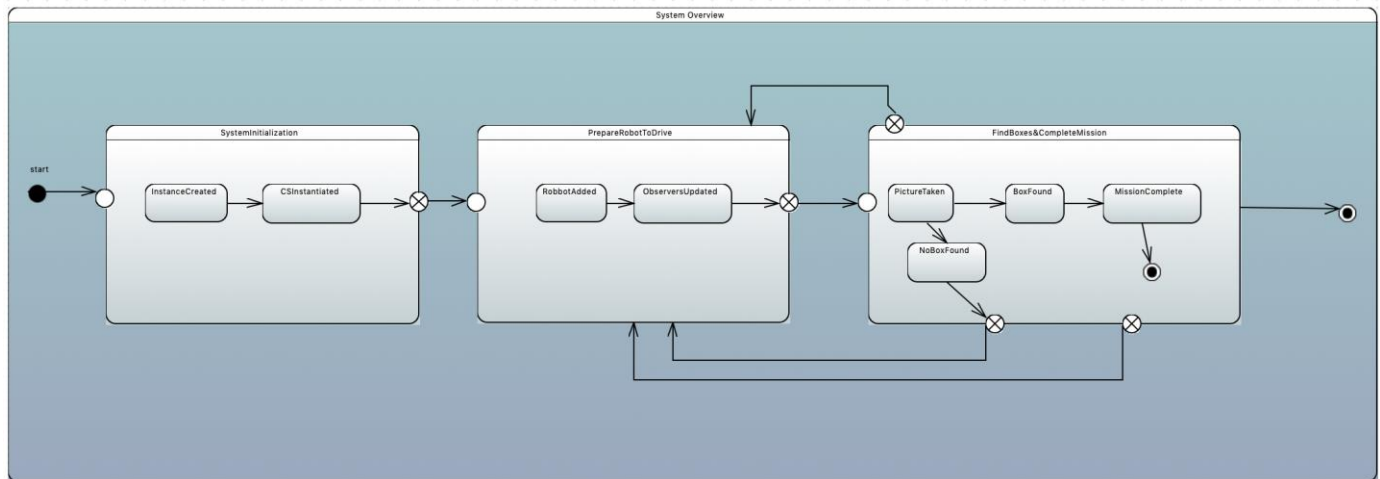 System Overview
SystemInitialization
PrepareRobotToDrive
FindBoxes&CompleteMission
start
InstanceCreated
CSInstantiated
RobbotAdded
ObserversUpdated
PictureTaken
BoxFound
MissionComplete
NoBoxFound